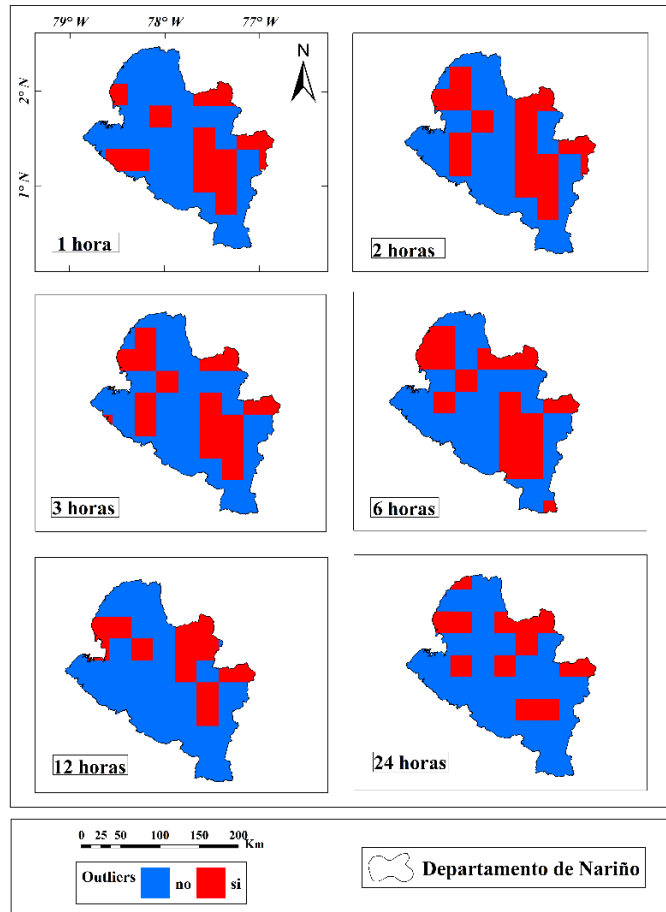 79° W 78° W 77° W
N
2° N
1° N
1 hora
2 horas
3 horas
6 horas
12 horas
24 horas
0 25 50 100 150 200
Km
Outliers no si
Departamento de Nariño